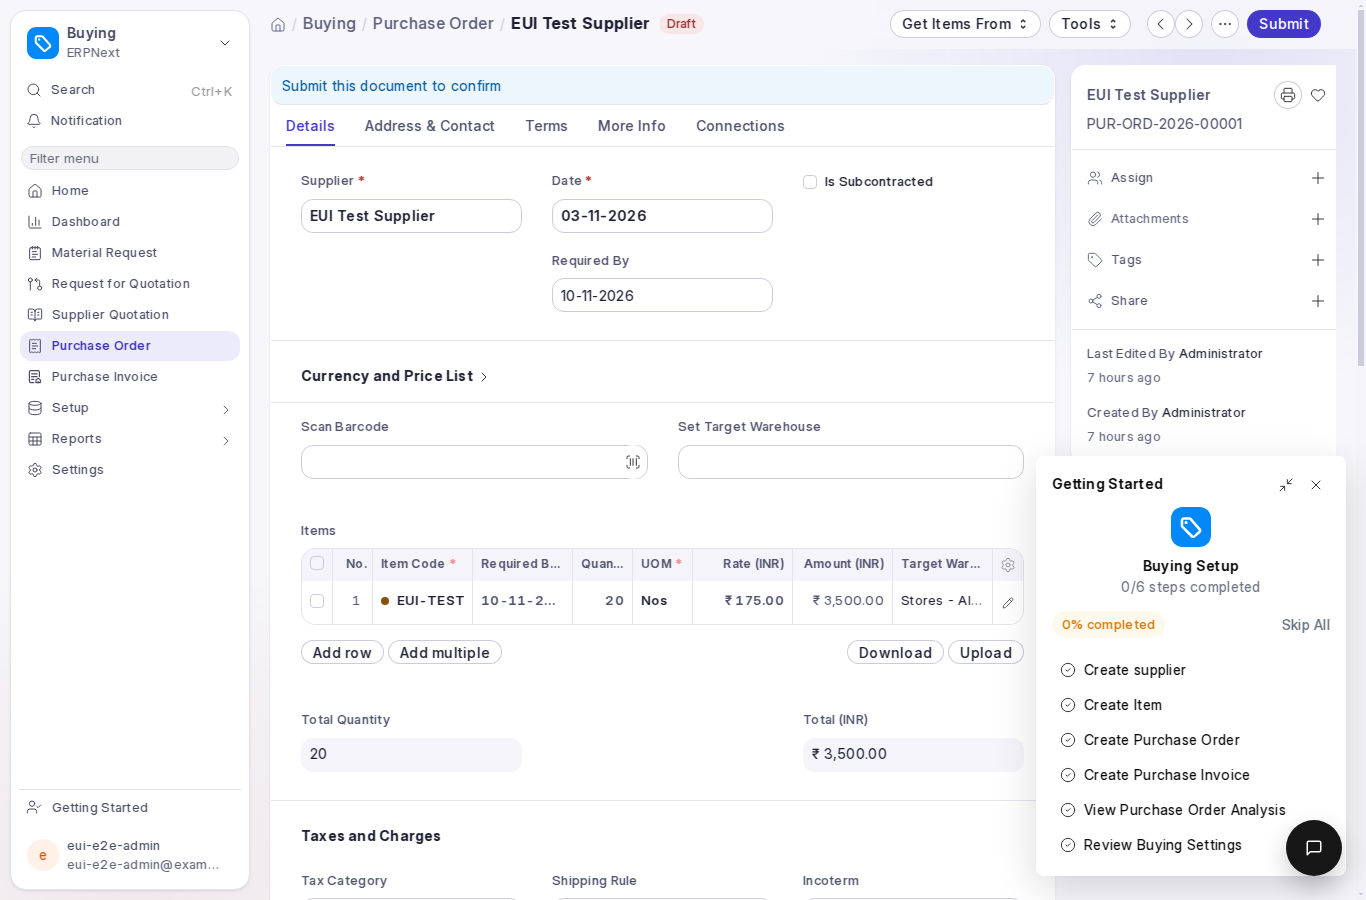 Buying
ERPNext
Search
Ctrl+K
Notification
Filter menu
Home
Dashboard
Material Request
Request for Quotation
Supplier Quotation
Purchase Order
Purchase Invoice
Setup
Reports
Settings
Getting Started
e
eui-e2e-admin
eui-e2e-admin@exam...
/ Buying / Purchase Order / EUI Test Supplier Draft
Get Items From
Tools
Submit
Submit this document to confirm
Details
Address & Contact
Terms
More Info
Connections
Supplier *
EUI Test Supplier
Date *
03-11-2026
Is Subcontracted
Required By
10-11-2026
Currency and Price List
Scan Barcode
Set Target Warehouse
Items
No. Item Code * Required B... Quan... UOM * Rate (INR) Amount (INR) Target War...
1 EUI-TEST 10-11-2... 20 Nos ₹ 175.00 ₹ 3,500.00 Stores - Al...
Add row
Add multiple
Download
Upload
Total Quantity
20
Total (INR)
₹ 3,500.00
Taxes and Charges
Tax Category
Shipping Rule
Incoterm
EUI Test Supplier
PUR-ORD-2026-00001
Assign
Attachments
Tags
Share
Last Edited By Administrator
7 hours ago
Created By Administrator
7 hours ago
Getting Started
Buying Setup
0/6 steps completed
0% completed
Skip All
Create supplier
Create Item
Create Purchase Order
Create Purchase Invoice
View Purchase Order Analysis
Review Buying Settings